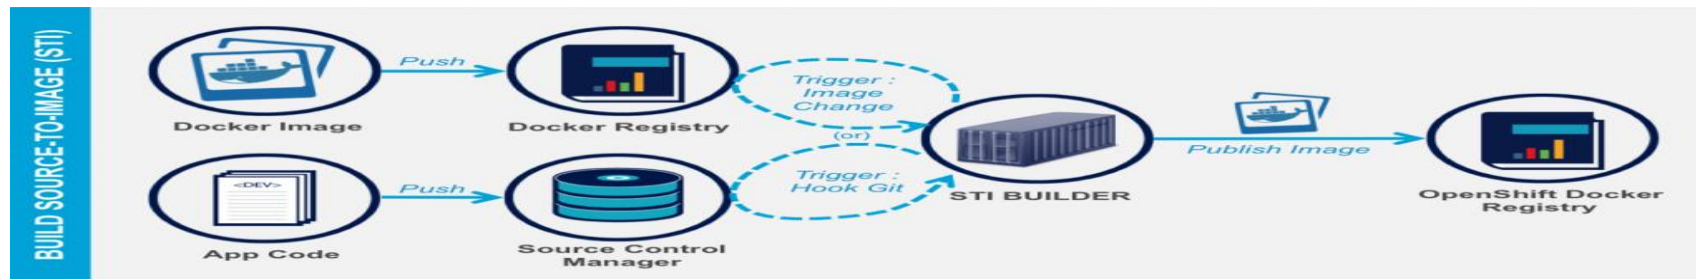 BUILD SOURCE-TO-IMAGE (STI)
Docker Image
Push
Docker Registry
Trigger :
Image
Change
(or)
Trigger :
Hook Git
App Code
<DEV>
Push
Source Control
Manager
STI BUILDER
Publish Image
OpenShift Docker
Registry